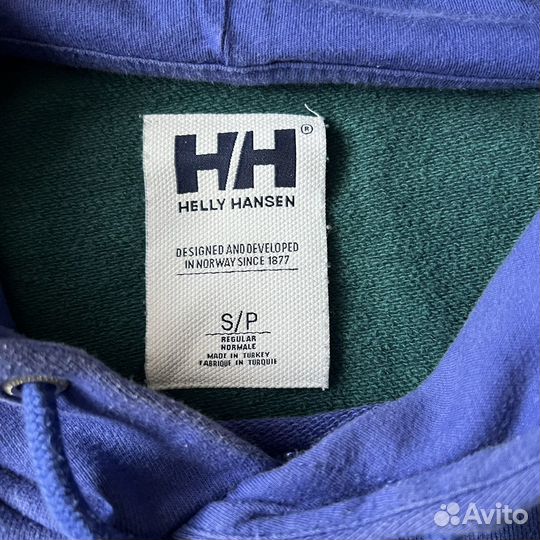 HH®
HELLY HANSEN
DESIGNED AND DEVELOPED
IN NORWAY SINCE 1877
S/P
REGULAR
NORMALE
MADE IN TURKEY
FABRIQUE IN TURQUIE
Avito